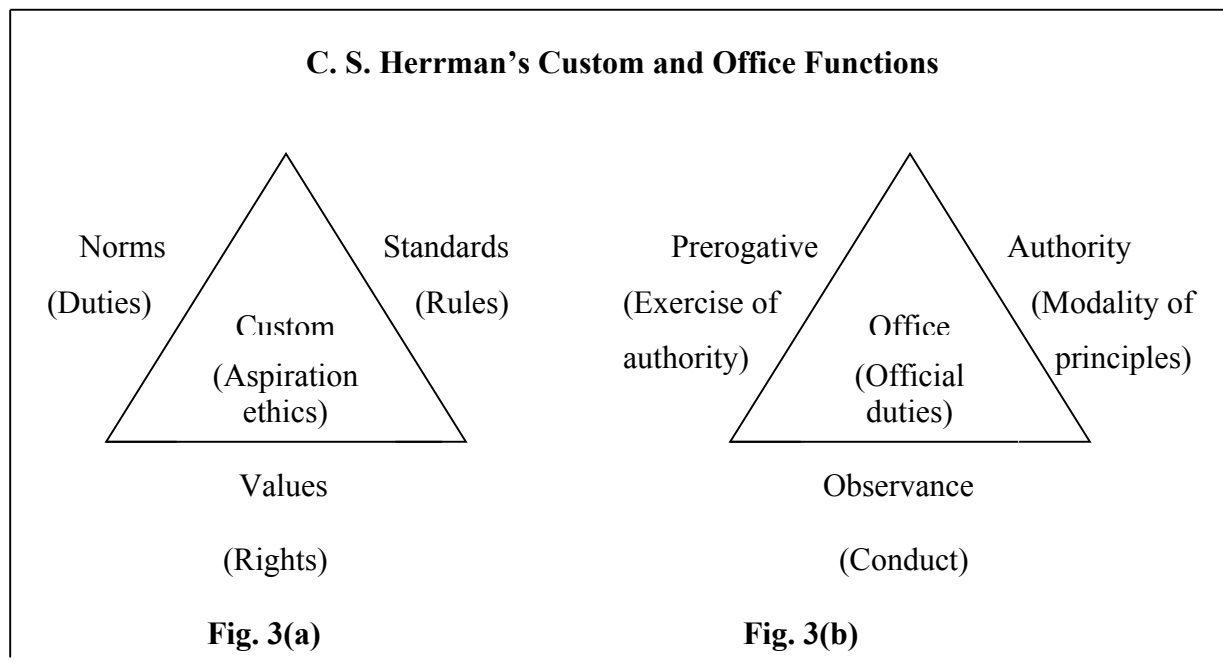 C. S. Herrman’s Custom and Office Functions
Norms
(Duties)
Standards
(Rules)
Custom
(Aspiration
ethics)
Values
(Rights)
Fig. 3(a)
Prerogative
(Exercise of
authority)
Authority
(Modality of
principles)
Office
(Official
duties)
Observance
(Conduct)
Fig. 3(b)